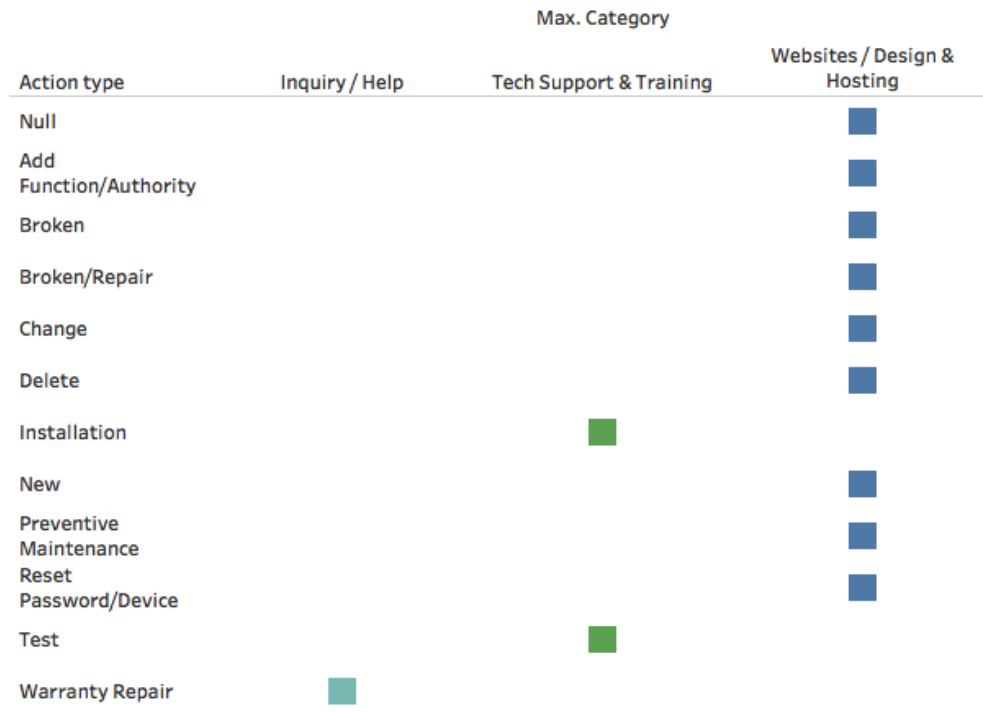 Max. Category
Action type Inquiry / Help Tech Support & Training Websites / Design &
Hosting
Null
Add
Function/Authority
Broken
Broken/Repair
Change
Delete
Installation
New
Preventive
Maintenance
Reset
Password/Device
Test
Warranty Repair